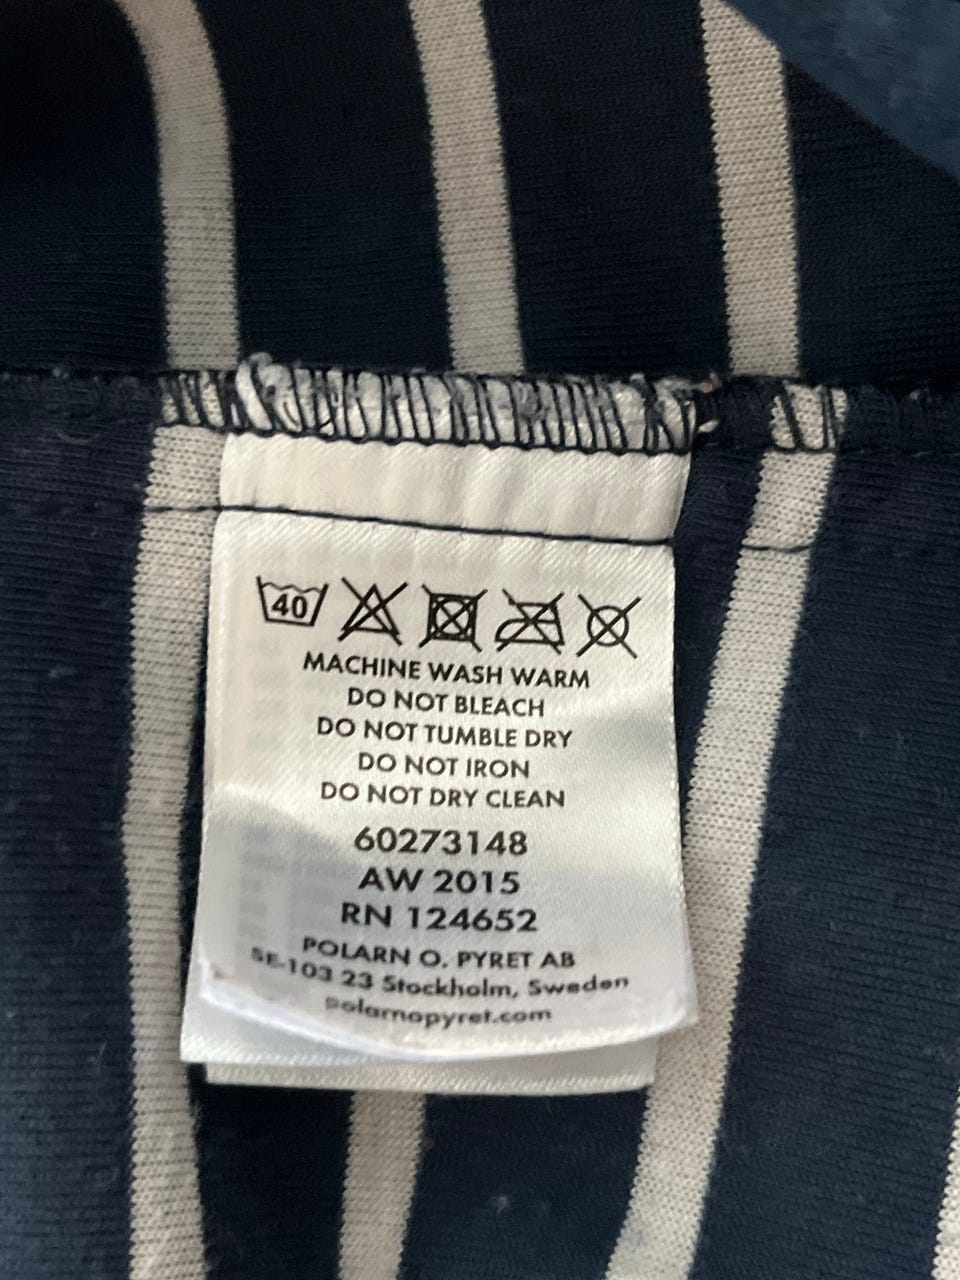 40
MACHINE WASH WARM
DO NOT BLEACH
DO NOT TUMBLE DRY
DO NOT IRON
DO NOT DRY CLEAN
60273148
AW 2015
RN 124652
POLARN O. PYRET AB
SE-103 23 Stockholm, Sweden
polarnopyret.com